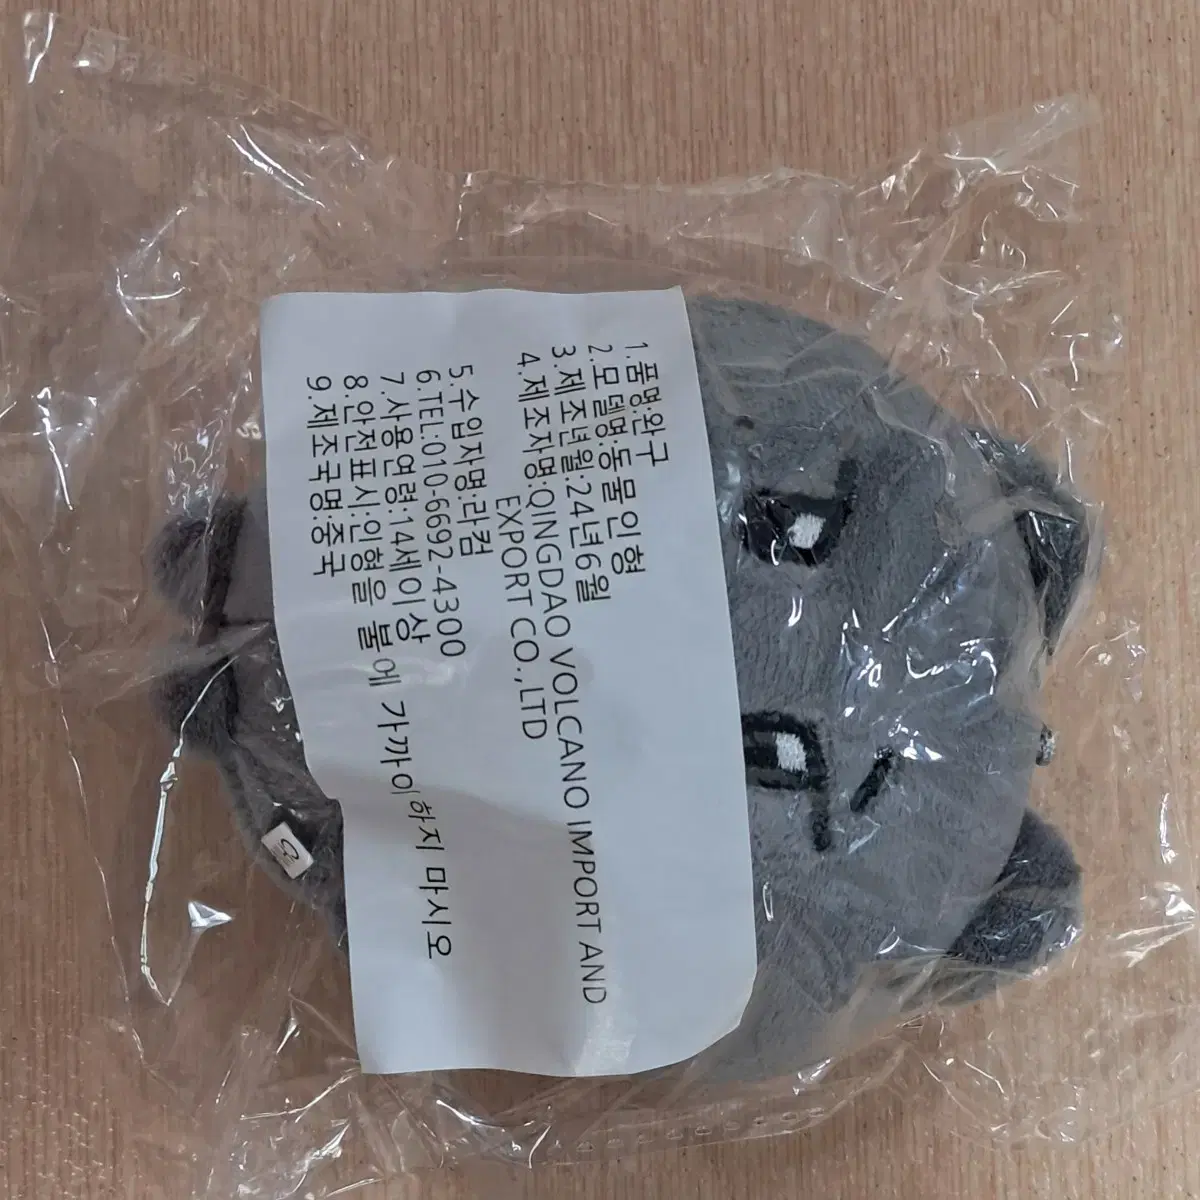 1.품명:완구
2.모델명:동물인형
3.제조년월:24년6월
4.제조자명:QINGDAO VOLCANO IMPORT AND
EXPORT CO.,LTD
5.수입자명:라컴
6.TEL:010-6692-4300
7.사용연령:14세이상
8.안전표시:인형을 불에 가까이하지 마시오
9.제조국명:중국